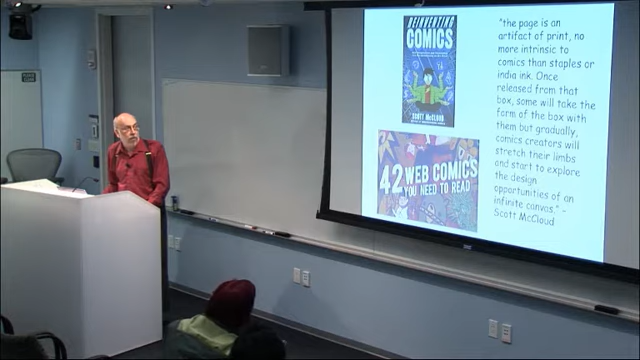 REINVENTING
COMICS
SCOTT McCLOUD
42 WEB COMICS
YOU NEED TO READ
"the page is an
artifact of print, no
more intrinsic to
comics than staples or
india ink. Once
released from that
box, some will take the
form of the box with
them but gradually,
comics creators will
stretch their limbs
and start to explore
the design
opportunities of an
infinite canvas." -
Scott McCloud